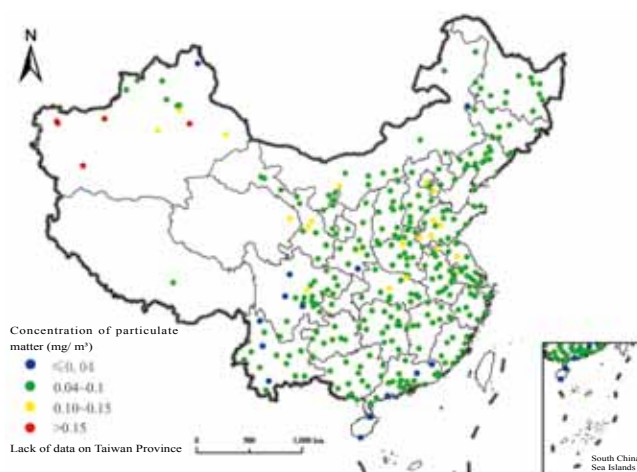 N
Concentration of particulate
matter (mg/ m³)
≤0.04
0.04~0.1
0.10~0.15
>0.15
Lack of data on Taiwan Province
0 500 1,000 km
South China
Sea Islands